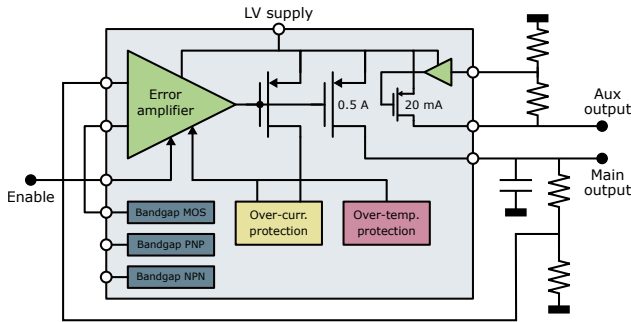 LV supply
Error
amplifier
0.5 A
20 mA
Aux
output
Main
output
Enable
Bandgap MOS
Bandgap PNP
Bandgap NPN
Over-curr.
protection
Over-temp.
protection